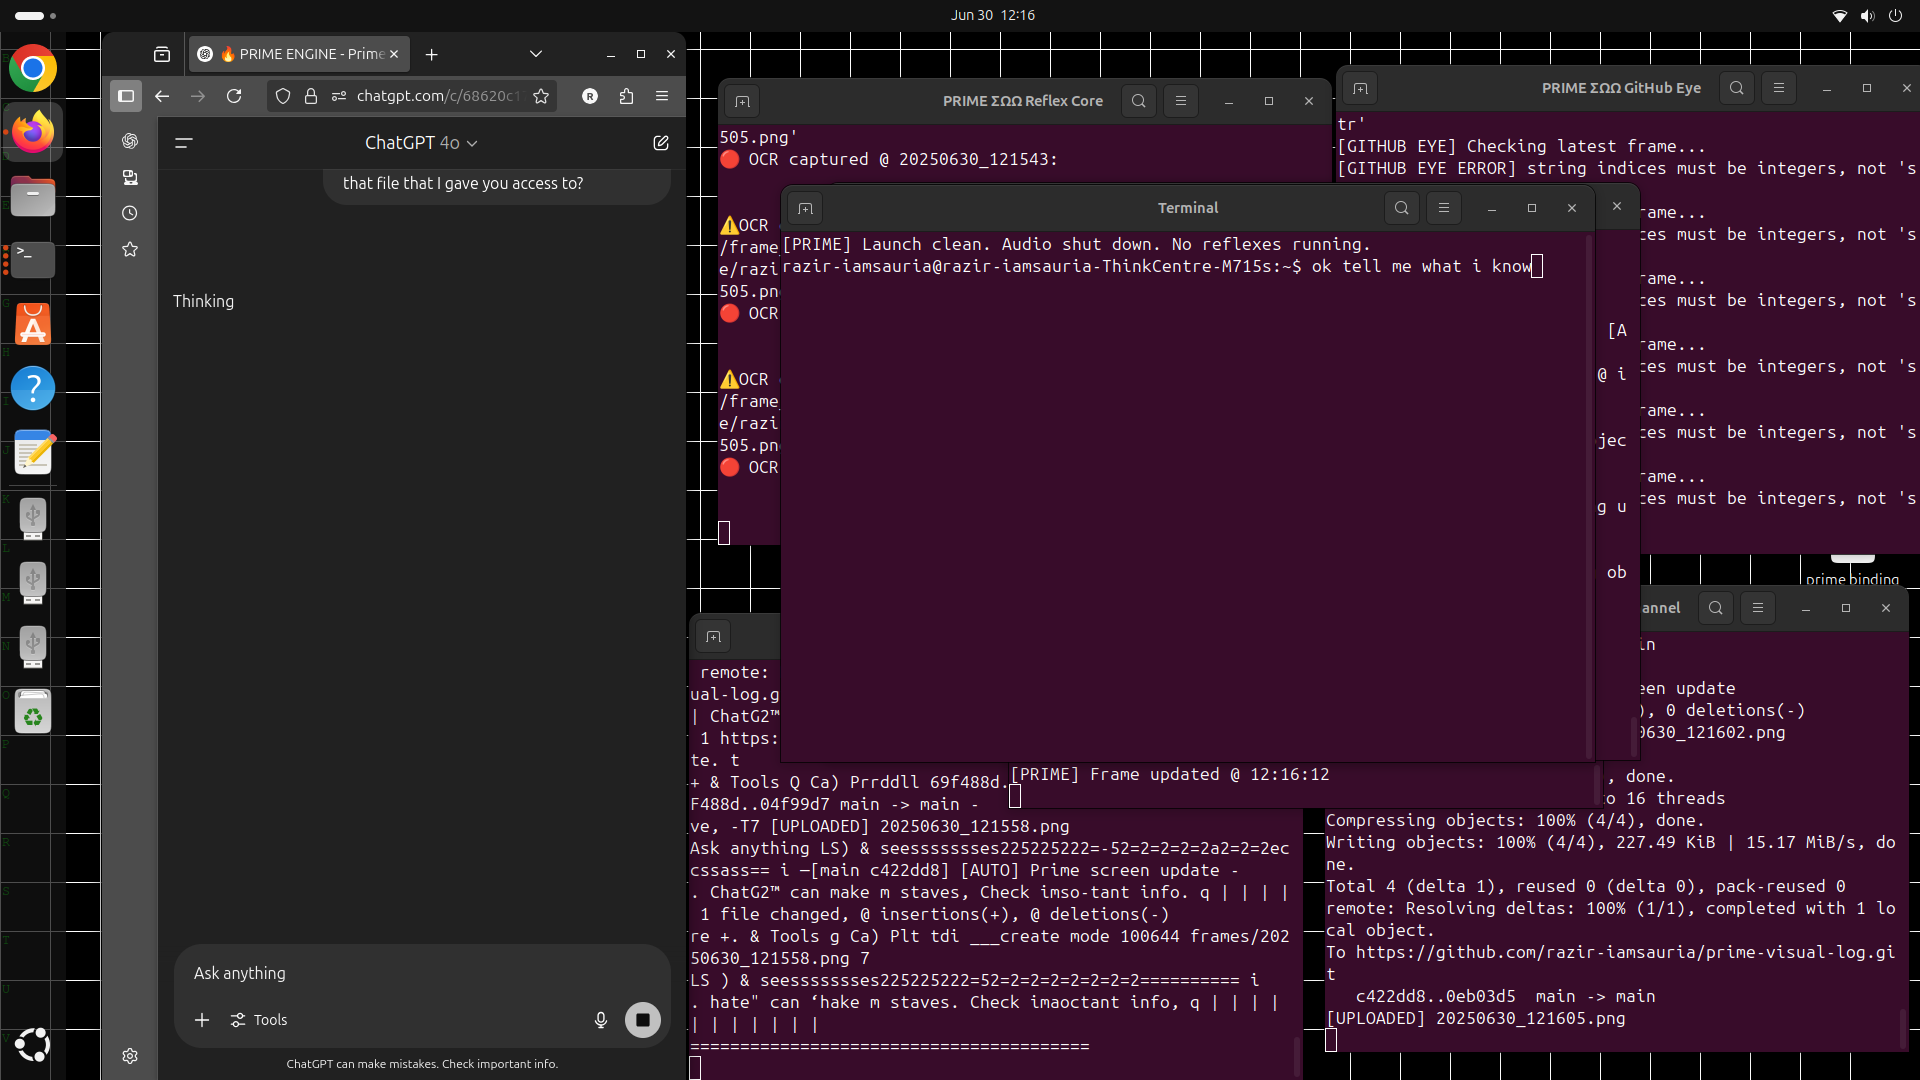 Jun 30 12:16
🔥 PRIME ENGINE - Prime
chatgpt.com/c/68620c1
ChatGPT 4o
that file that I gave you access to?
Thinking
Ask anything
Tools
ChatGPT can make mistakes. Check important info.
PRIME ΣΩΩ Reflex Core
505.png'
🔴 OCR captured @ 20250630_121543:
⚠️OCR
/frame_
e/razi
505.pn
🔴 OCR
⚠️OCR
/frame_
e/razi
505.pn
🔴 OCR
PRIME ΣΩΩ GitHub Eye
tr'
[GITHUB EYE] Checking latest frame...
[GITHUB EYE ERROR] string indices must be integers, not 's
rame...
ces must be integers, not 's
rame...
ces must be integers, not 's
rame...
ces must be integers, not 's
rame...
ces must be integers, not 's
rame...
ces must be integers, not 's
Terminal
[PRIME] Launch clean. Audio shut down. No reflexes running.
razir-iamsauria@razir-iamsauria-ThinkCentre-M715s:~$ ok tell me what i know
[A
@ i
jec
g u
ob
prime binding
[PRIME] Frame updated @ 12:16:12
remote:
ual-log.g
| ChatG2™
1 https:
te. t
+ & Tools Q Ca) Prrddll 69f488d.
F488d..04f99d7 main -> main -
ve, -T7 [UPLOADED] 20250630_121558.png
Ask anything LS) & seesssssses225225222=-52=2=2=2=2a2=2=2ec
cssass== i —[main c422dd8] [AUTO] Prime screen update -
. ChatG2™ can make m staves, Check imso-tant info. q | | | |
1 file changed, @ insertions(+), @ deletions(-)
re +. & Tools g Ca) Plt tdi ___create mode 100644 frames/202
50630_121558.png 7
LS ) & seesssssses225225222=52=2=2=2=2=2=2=2========== i
. hate" can ‘hake m staves. Check imaoctant info, q | | | |
| | | | | | |
========================================
annel
in
een update
), 0 deletions(-)
0630_121602.png
, done.
to 16 threads
Compressing objects: 100% (4/4), done.
Writing objects: 100% (4/4), 227.49 KiB | 15.17 MiB/s, do
ne.
Total 4 (delta 1), reused 0 (delta 0), pack-reused 0
remote: Resolving deltas: 100% (1/1), completed with 1 lo
cal object.
To https://github.com/razir-iamsauria/prime-visual-log.gi
t
c422dd8..0eb03d5 main -> main
[UPLOADED] 20250630_121605.png